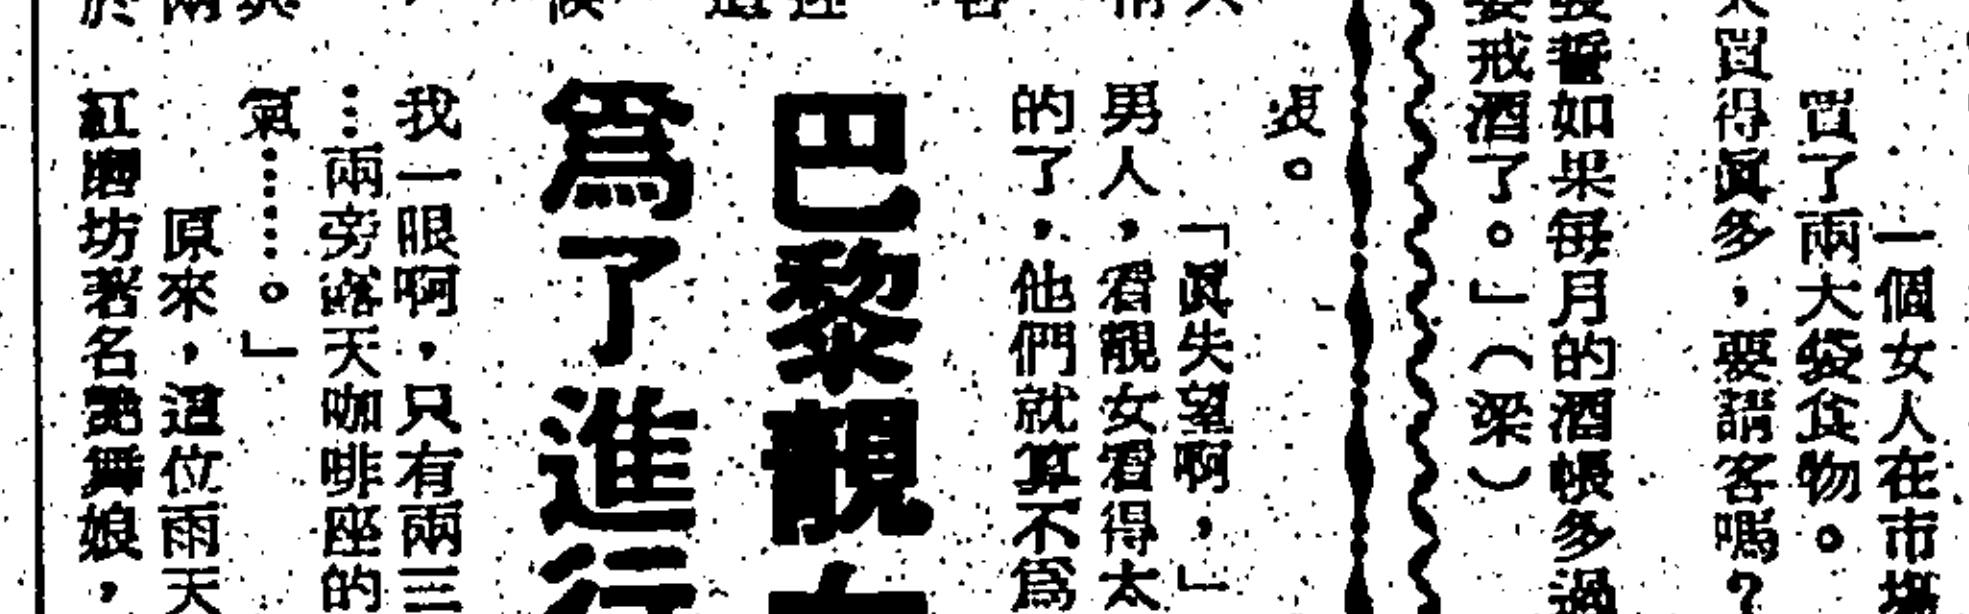 一個女人在市場
買了兩大袋食物。
買得眞多，要請客嗎？
發誓如果每月的酒帳多過
要戒酒了。」（梁）
「眞失望啊，」
男人，看靚女看得太
的了，他們就算不爲
巴黎靚女
爲了進行
我一眼啊，只有兩三
…兩旁露天咖啡座的
氣……。」
原來，這位雨天
紅磨坊著名艷舞娘，